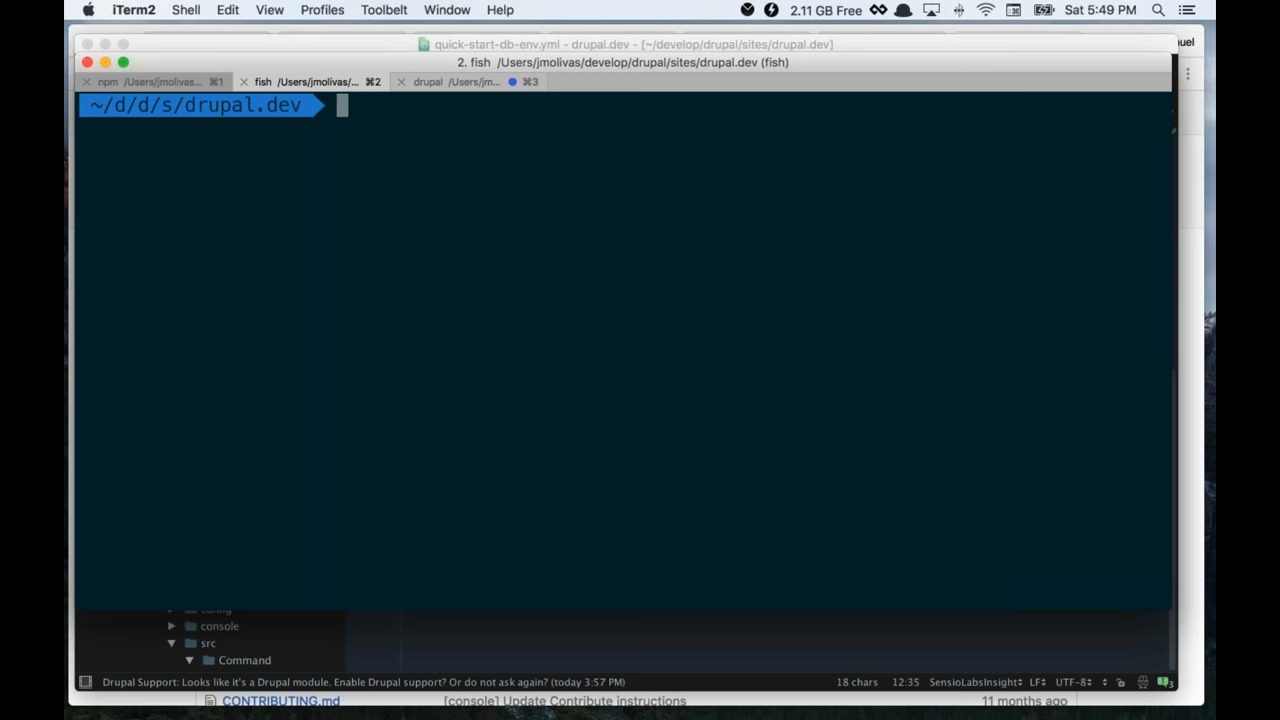 iTerm2 Shell Edit View Profiles Toolbelt Window Help 2.11 GB Free Sat 5:49 PM
quick-start-db-env.yml - drupal.dev - [~/develop/drupal/sites/drupal.dev]
uel
2. fish /Users/jmolivas/develop/drupal/sites/drupal.dev (fish)
npm /Users/jmolivas... ⌘1 fish /Users/jmolivas/... ⌘2 drupal /Users/jm... ⌘3
~/d/d/s/drupal.dev
config
console
src
Command
Drupal Support: Looks like it's a Drupal module. Enable Drupal support? Or do not ask again? (today 3:57 PM) 18 chars 12:35 SensioLabsInsight LF UTF-8 3
CONTRIBUTING.md [console] Update Contribute instructions 11 months ago